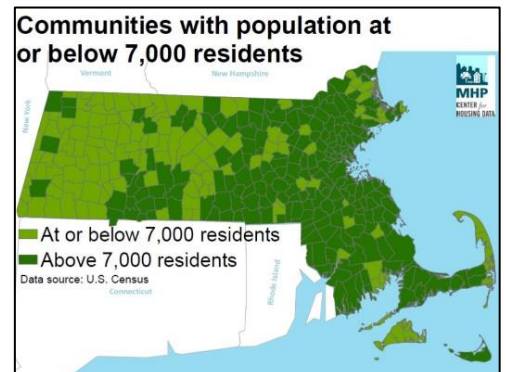 Communities with population at
or below 7,000 residents
Vermont
New Hampshire
New York
MHP
CENTER for
HOUSING DATA
At or below 7,000 residents
Above 7,000 residents
Data source: U.S. Census
Connecticut
Rhode Island